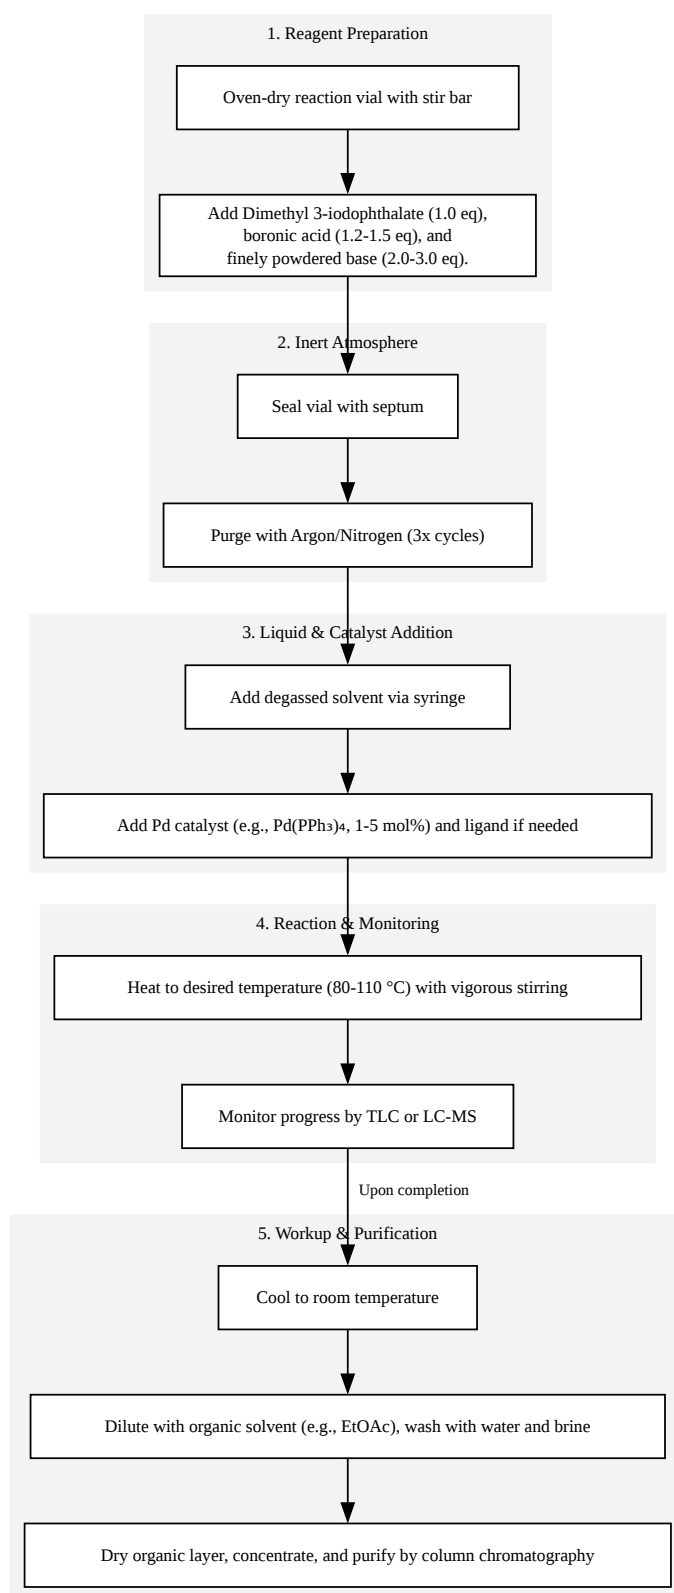 1. Reagent Preparation
Oven-dry reaction vial with stir bar
Add Dimethyl 3-iodophthalate (1.0 eq),
boronic acid (1.2-1.5 eq), and
finely powdered base (2.0-3.0 eq).
2. Inert Atmosphere
Seal vial with septum
Purge with Argon/Nitrogen (3x cycles)
3. Liquid & Catalyst Addition
Add degassed solvent via syringe
Add Pd catalyst (e.g., Pd(PPh₃)₄, 1-5 mol%) and ligand if needed
4. Reaction & Monitoring
Heat to desired temperature (80-110 °C) with vigorous stirring
Monitor progress by TLC or LC-MS
Upon completion
5. Workup & Purification
Cool to room temperature
Dilute with organic solvent (e.g., EtOAc), wash with water and brine
Dry organic layer, concentrate, and purify by column chromatography